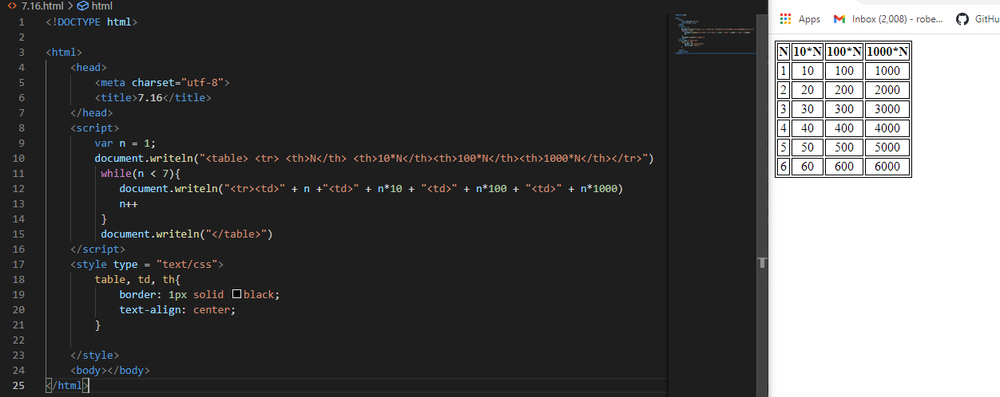 7.16.html > html
1 <!DOCTYPE html>
2
3 <html>
4 <head>
5 <meta charset="utf-8">
6 <title>7.16</title>
7 </head>
8 <script>
9 var n = 1;
10 document.writeln("<table> <tr> <th>N</th> <th>10*N</th><th>100*N</th><th>1000*N</th></tr>")
11 while(n < 7){
12 document.writeln("<tr><td>" + n +"<td>" + n*10 + "<td>" + n*100 + "<td>" + n*1000)
13 n++
14 }
15 document.writeln("</table>")
16 </script>
17 <style type = "text/css">
18 table, td, th{
19 border: 1px solid black;
20 text-align: center;
21 }
22
23 </style>
24 <body></body>
25 </html>
Apps Inbox (2,008) - robe... GitHu
N 10*N 100*N 1000*N
1 10 100 1000
2 20 200 2000
3 30 300 3000
4 40 400 4000
5 50 500 5000
6 60 600 6000